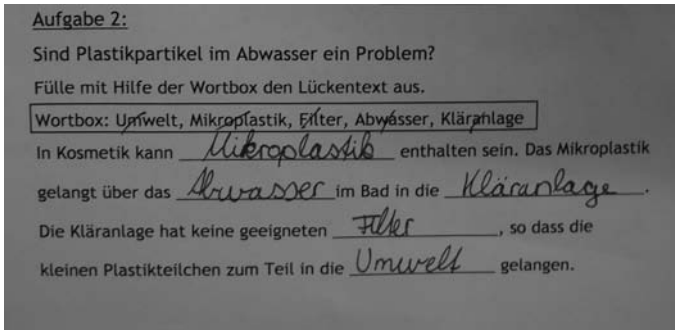 Aufgabe 2:
Sind Plastikpartikel im Abwasser ein Problem?
Fülle mit Hilfe der Wortbox den Lückentext aus.
Wortbox: Umwelt, Mikroplastik, Filter, Abwasser, Kläranlage
In Kosmetik kann Mikroplastik enthalten sein. Das Mikroplastik
gelangt über das Abwasser im Bad in die Kläranlage.
Die Kläranlage hat keine geeigneten Filter, so dass die
kleinen Plastikteilchen zum Teil in die Umwelt gelangen.